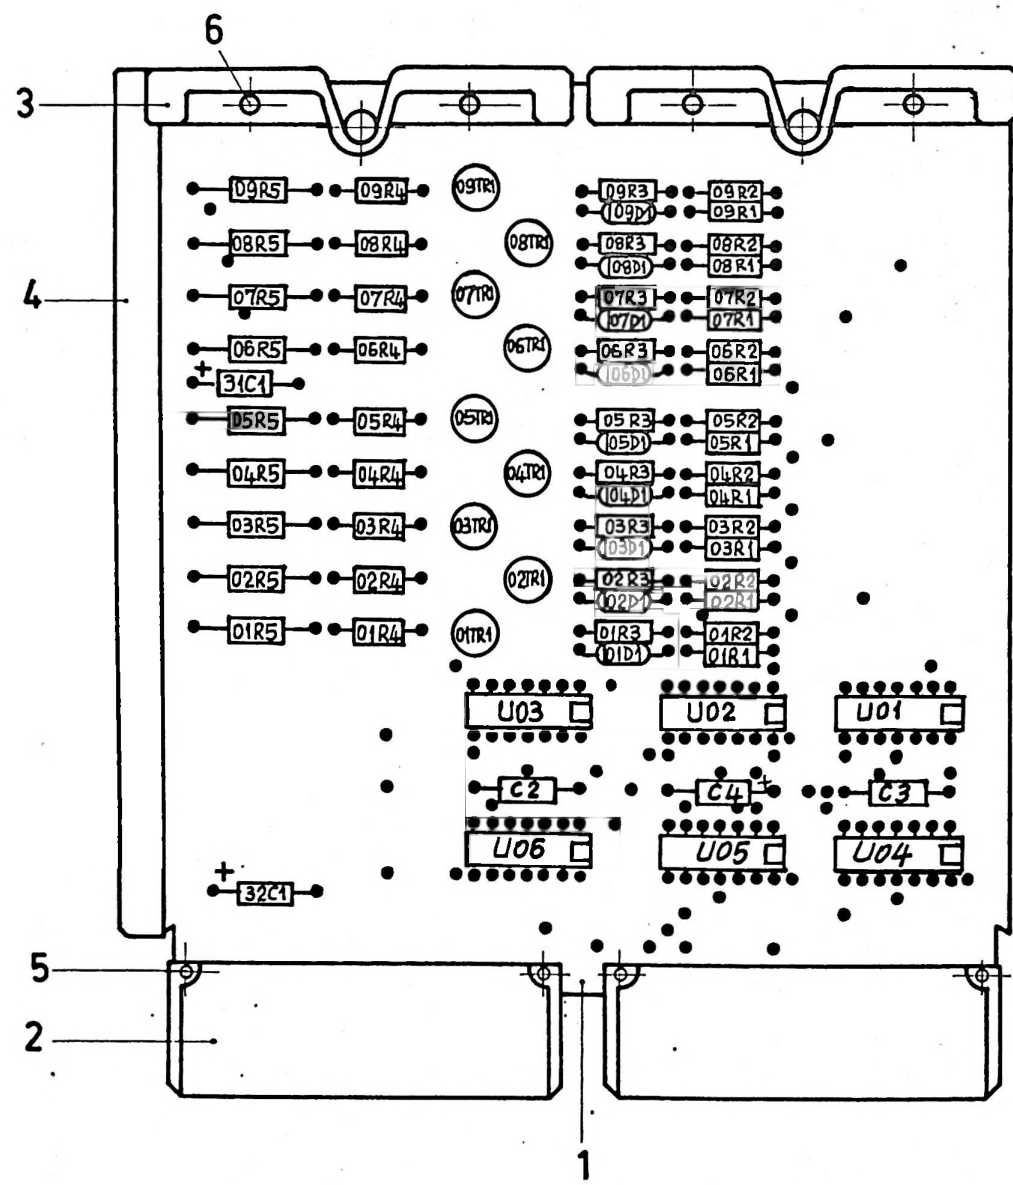 6
3
09R5 09R4 09TR1 09R3 09R2
09D1 09R1
08R5 08R4 08TR1 08R3 08R2
08D1 08R1
4
07R5 07R4 07TR1 07R3 07R2
07D1 07R1
06R5 06R4 06TR1 06R3 06R2
06D1 06R1
+
31C1
05R5 05R4 05TR1 05R3 05R2
05D1 05R1
04R5 04R4 04TR1 04R3 04R2
04D1 04R1
03R5 03R4 03TR1 03R3 03R2
03D1 03R1
02R5 02R4 02TR1 02R3 02R2
02D1 02R1
01R5 01R4 01TR1 01R3 01R2
01D1 01R1
U03 U02 U01
C2 C4 + C3
U06 U05 U04
+
32C1
5
2
1